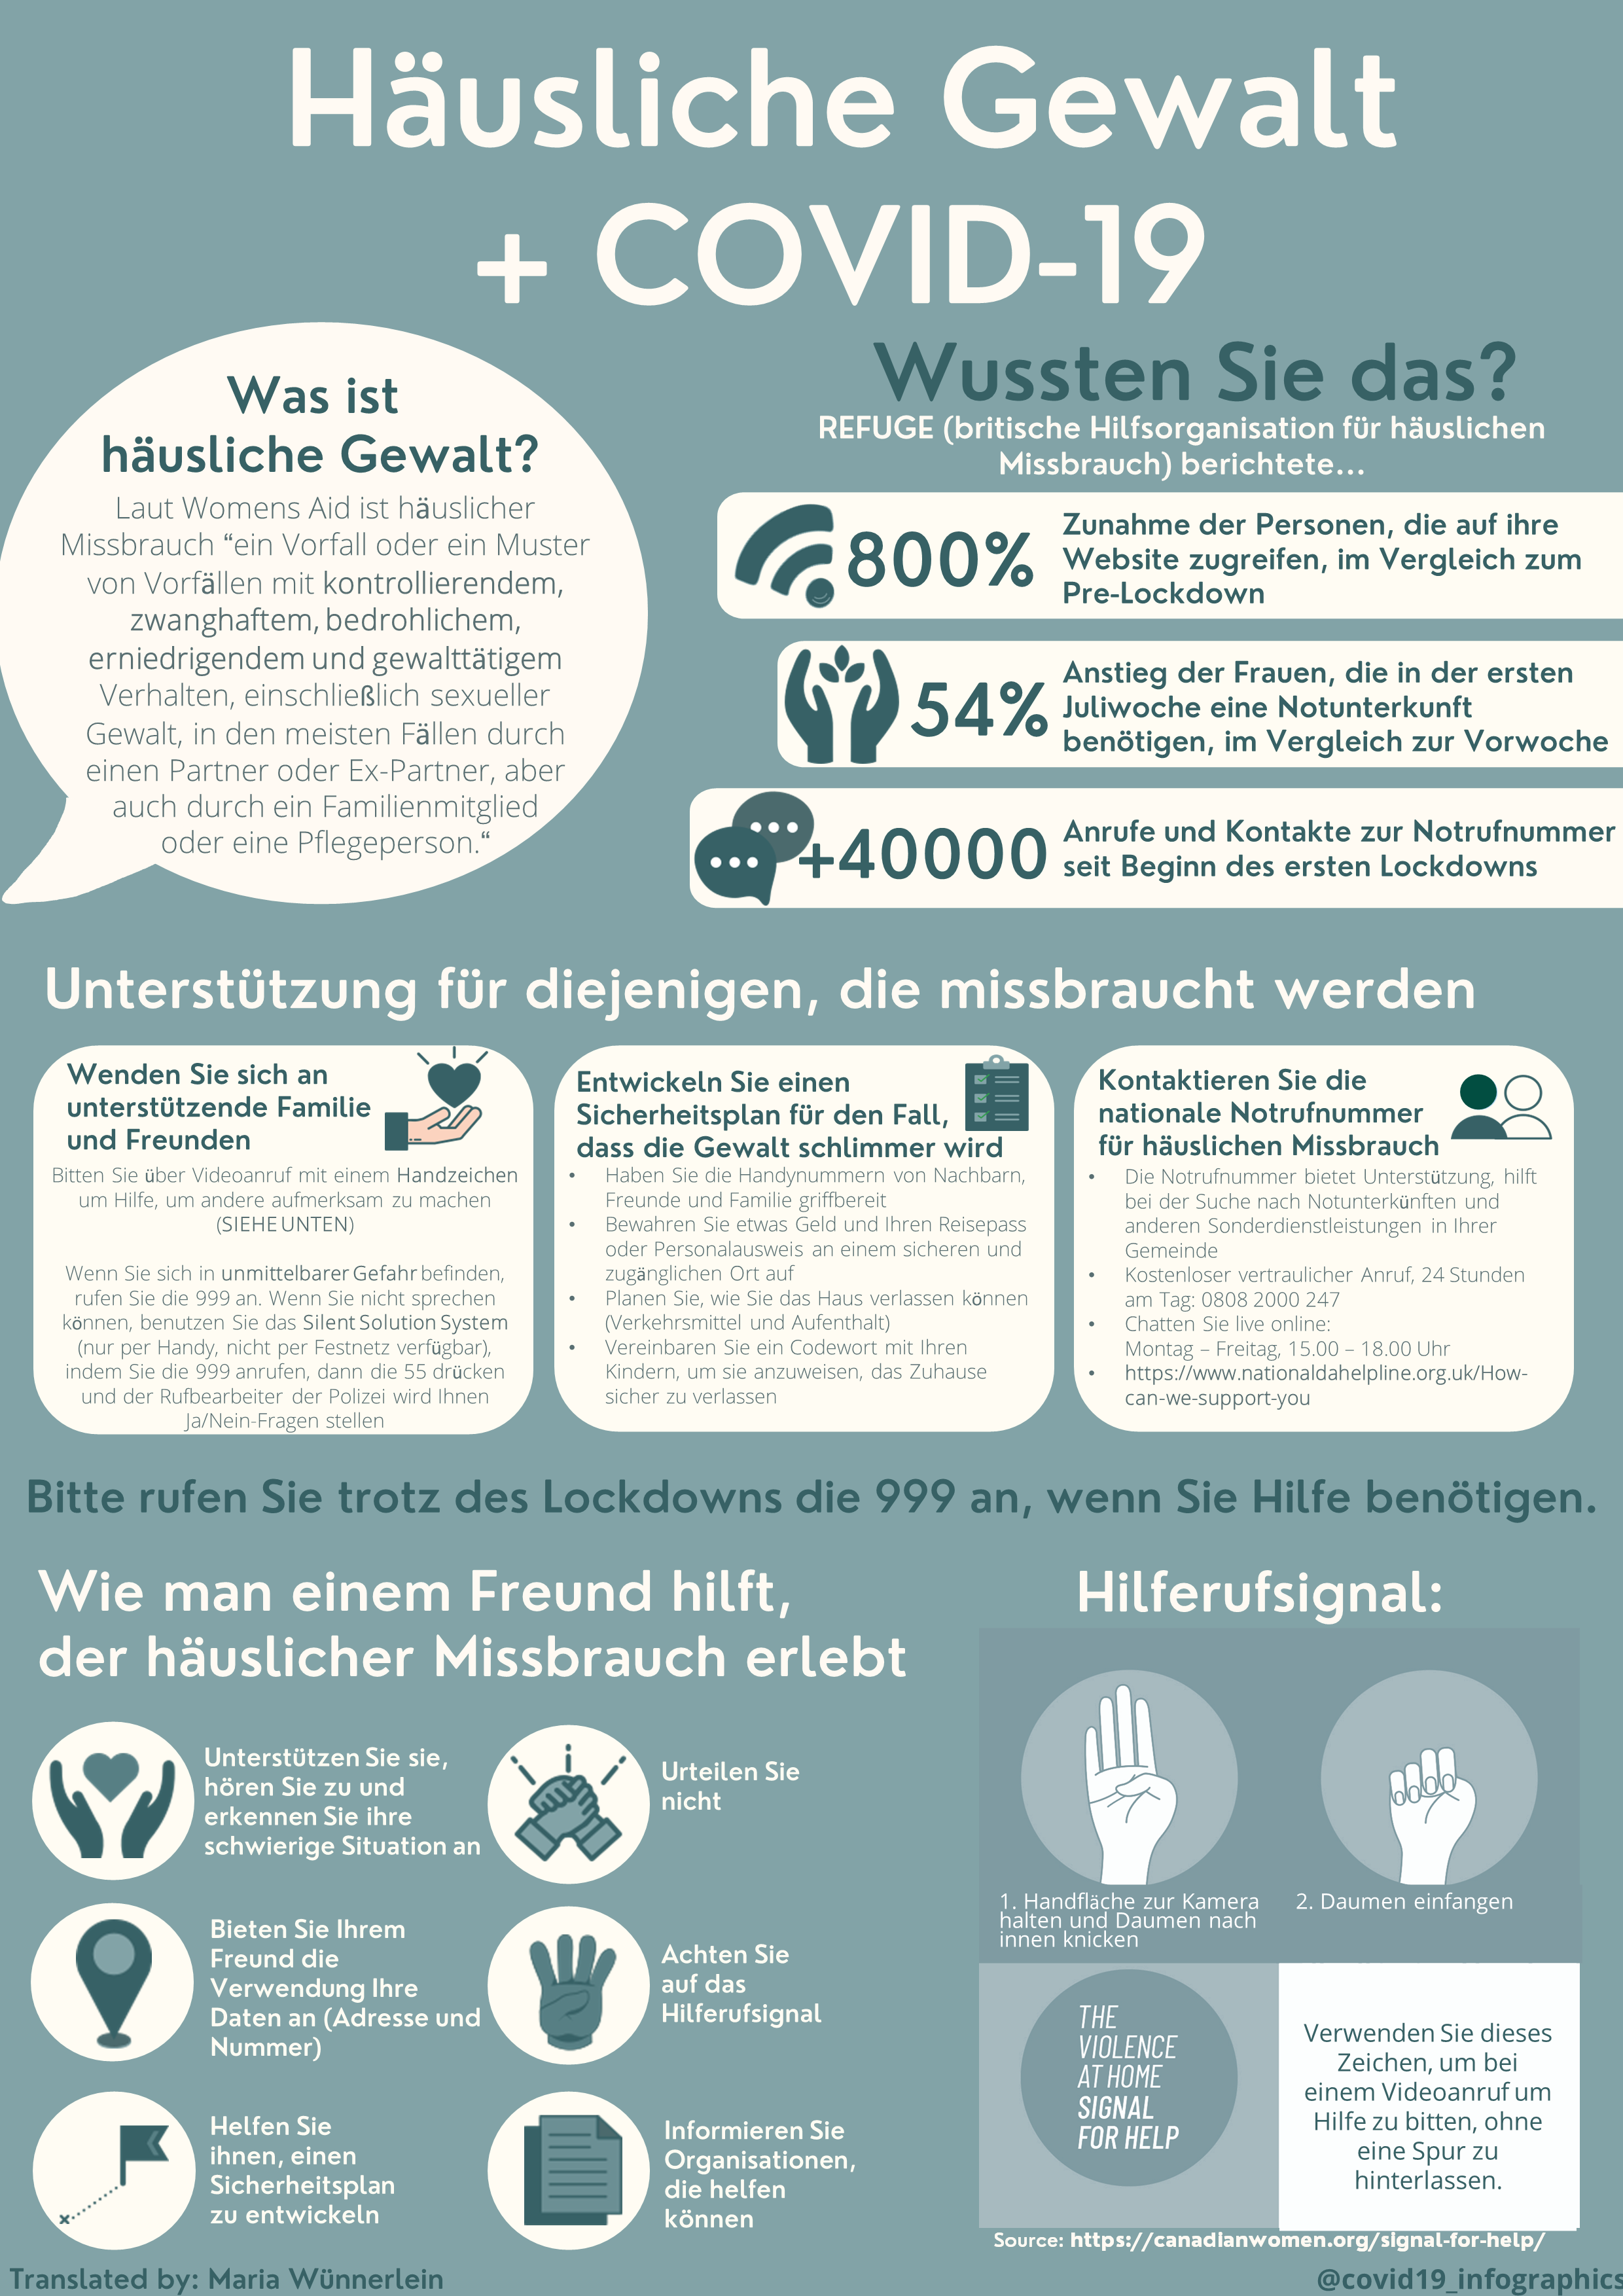 Häusliche Gewalt
+ COVID-19
Was ist
häusliche Gewalt?
Laut Womens Aid ist häuslicher
Missbrauch “ein Vorfall oder ein Muster
von Vorfällen mit kontrollierendem,
zwanghaftem, bedrohlichem,
erniedrigendem und gewalttätigem
Verhalten, einschließlich sexueller
Gewalt, in den meisten Fällen durch
einen Partner oder Ex-Partner, aber
auch durch ein Familienmitglied
oder eine Pflegeperson.“
Wussten Sie das?
REFUGE (britische Hilfsorganisation für häuslichen
Missbrauch) berichtete...
800%
Zunahme der Personen, die auf ihre
Website zugreifen, im Vergleich zum
Pre-Lockdown
54%
Anstieg der Frauen, die in der ersten
Juliwoche eine Notunterkunft
benötigen, im Vergleich zur Vorwoche
+40000
Anrufe und Kontakte zur Notrufnummer
seit Beginn des ersten Lockdowns
Unterstützung für diejenigen, die missbraucht werden
Wenden Sie sich an
unterstützende Familie
und Freunden
Bitten Sie über Videoanruf mit einem Handzeichen
um Hilfe, um andere aufmerksam zu machen
(SIEHE UNTEN)
Wenn Sie sich in unmittelbarer Gefahr befinden,
rufen Sie die 999 an. Wenn Sie nicht sprechen
können, benutzen Sie das Silent Solution System
(nur per Handy, nicht per Festnetz verfügbar),
indem Sie die 999 anrufen, dann die 55 drücken
und der Rufbearbeiter der Polizei wird Ihnen
Ja/Nein-Fragen stellen
Entwickeln Sie einen
Sicherheitsplan für den Fall,
dass die Gewalt schlimmer wird
• Haben Sie die Handynummern von Nachbarn,
Freunde und Familie griffbereit
• Bewahren Sie etwas Geld und Ihren Reisepass
oder Personalausweis an einem sicheren und
zugänglichen Ort auf
• Planen Sie, wie Sie das Haus verlassen können
(Verkehrsmittel und Aufenthalt)
• Vereinbaren Sie ein Codewort mit Ihren
Kindern, um sie anzuweisen, das Zuhause
sicher zu verlassen
Kontaktieren Sie die
nationale Notrufnummer
für häuslichen Missbrauch
• Die Notrufnummer bietet Unterstützung, hilft
bei der Suche nach Notunterkünften und
anderen Sonderdienstleistungen in Ihrer
Gemeinde
• Kostenloser vertraulicher Anruf, 24 Stunden
am Tag: 0808 2000 247
• Chatten Sie live online:
Montag – Freitag, 15.00 – 18.00 Uhr
• https://www.nationaldahelpline.org.uk/How-
can-we-support-you
Bitte rufen Sie trotz des Lockdowns die 999 an, wenn Sie Hilfe benötigen.
Wie man einem Freund hilft,
der häuslicher Missbrauch erlebt
Unterstützen Sie sie,
hören Sie zu und
erkennen Sie ihre
schwierige Situation an
Urteilen Sie
nicht
Bieten Sie Ihrem
Freund die
Verwendung Ihre
Daten an (Adresse und
Nummer)
Achten Sie
auf das
Hilferufsignal
Helfen Sie
ihnen, einen
Sicherheitsplan
zu entwickeln
Informieren Sie
Organisationen,
die helfen
können
Hilferufsignal:
1. Handfläche zur Kamera
halten und Daumen nach
innen knicken
2. Daumen einfangen
THE
VIOLENCE
AT HOME
SIGNAL
FOR HELP
Verwenden Sie dieses
Zeichen, um bei
einem Videoanruf um
Hilfe zu bitten, ohne
eine Spur zu
hinterlassen.
Source: https://canadianwomen.org/signal-for-help/
Translated by: Maria Wünnerlein
@covid19_infographics